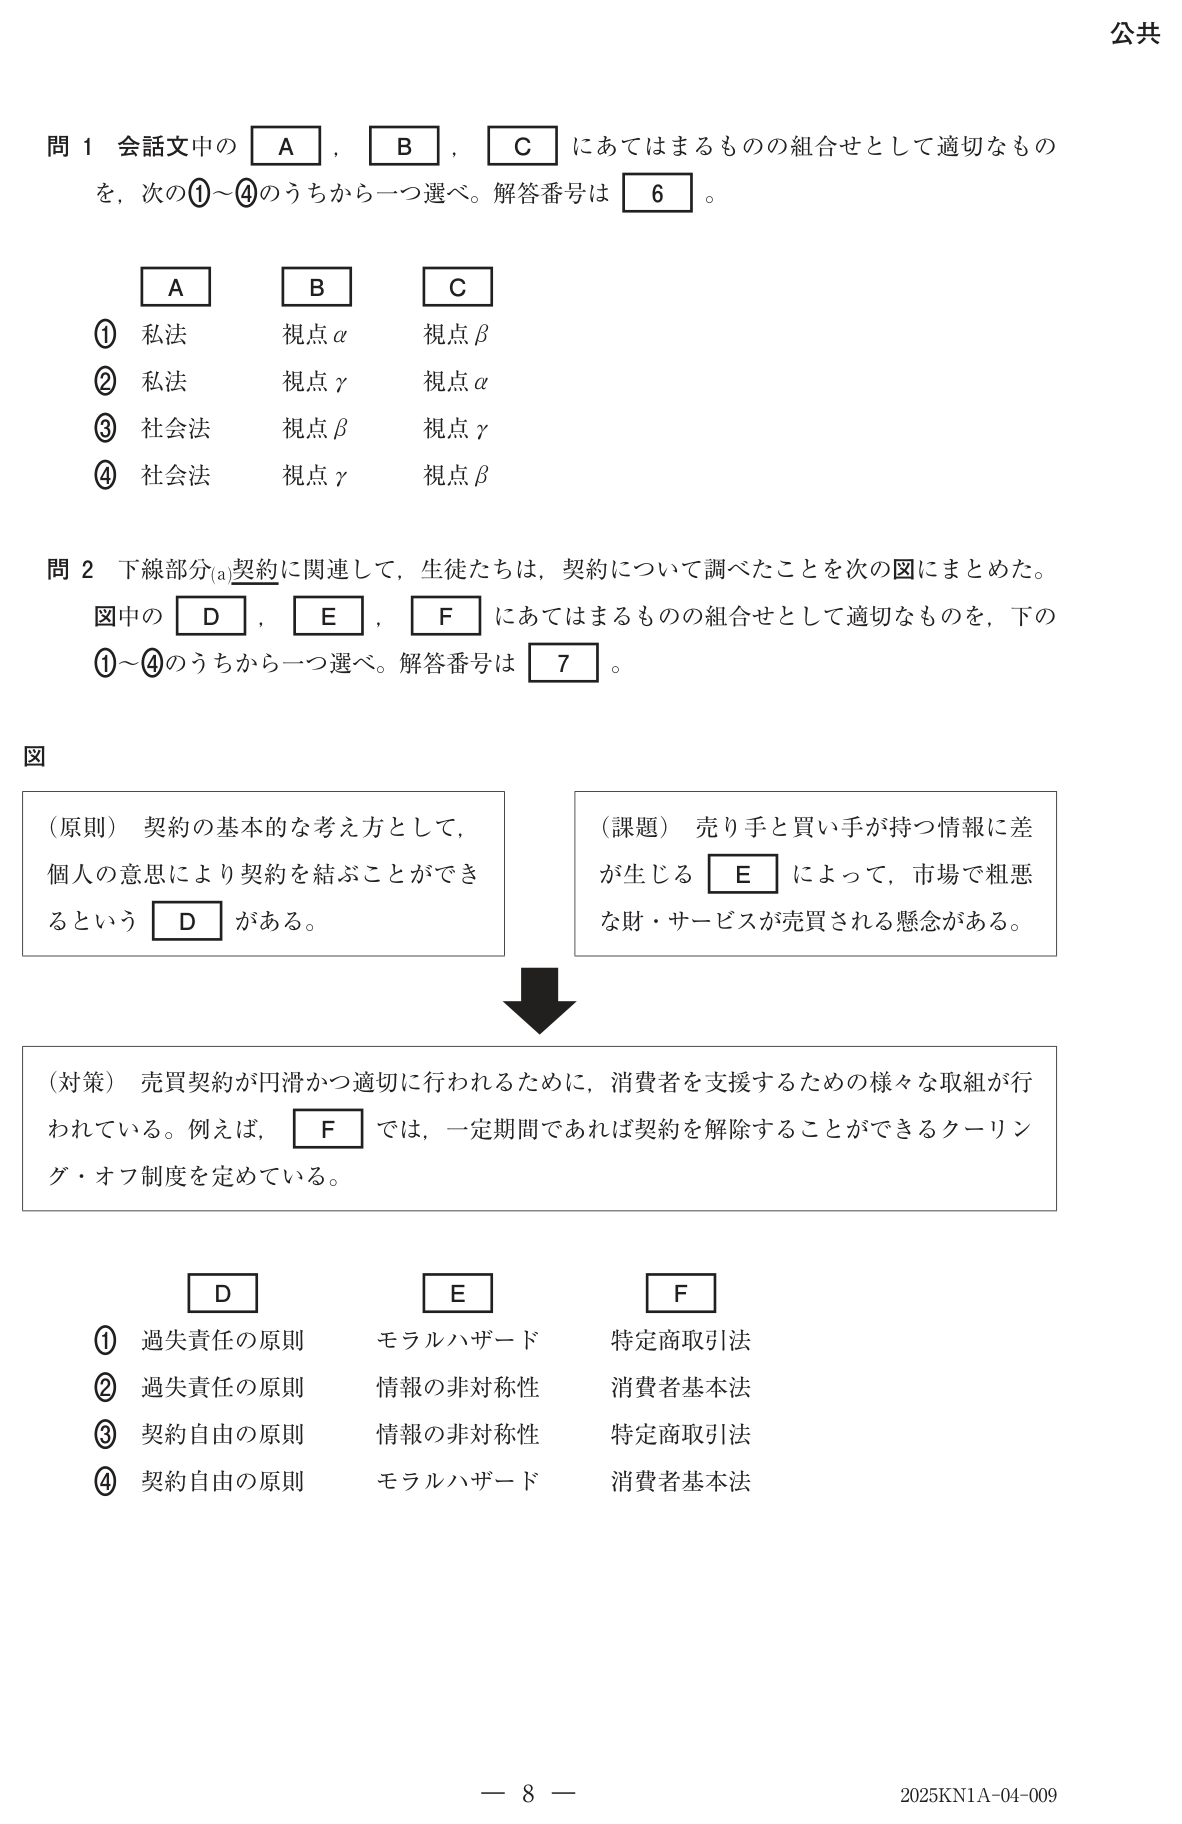 公共
問 1 会話文中の A ， B ， C にあてはまるものの組合せとして適切なもの
を，次の①～④のうちから一つ選べ。解答番号は 6 。
A B C
① 私法 視点α 視点β
② 私法 視点γ 視点α
③ 社会法 視点β 視点γ
④ 社会法 視点γ 視点β
問 2 下線部分(a)契約に関連して，生徒たちは，契約について調べたことを次の図にまとめた。
図中の D ， E ， F にあてはまるものの組合せとして適切なものを，下の
①～④のうちから一つ選べ。解答番号は 7 。
図
（原則） 契約の基本的な考え方として，
個人の意思により契約を結ぶことができ
るという D がある。
（課題） 売り手と買い手が持つ情報に差
が生じる E によって，市場で粗悪
な財・サービスが売買される懸念がある。
（対策） 売買契約が円滑かつ適切に行われるために，消費者を支援するための様々な取組が行
われている。例えば， F では，一定期間であれば契約を解除することができるクーリン
グ・オフ制度を定めている。
D E F
① 過失責任の原則 モラルハザード 特定商取引法
② 過失責任の原則 情報の非対称性 消費者基本法
③ 契約自由の原則 情報の非対称性 特定商取引法
④ 契約自由の原則 モラルハザード 消費者基本法
— 8 —
2025KN1A-04-009